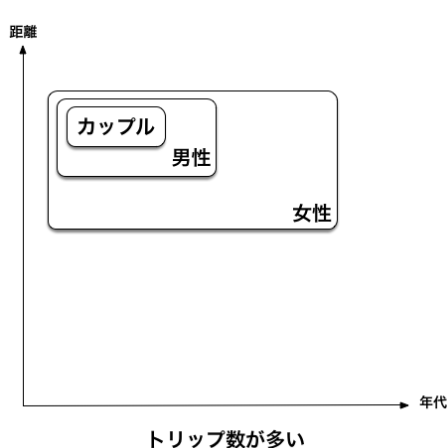 距離
カップル
男性
女性
年代
トリップ数が多い